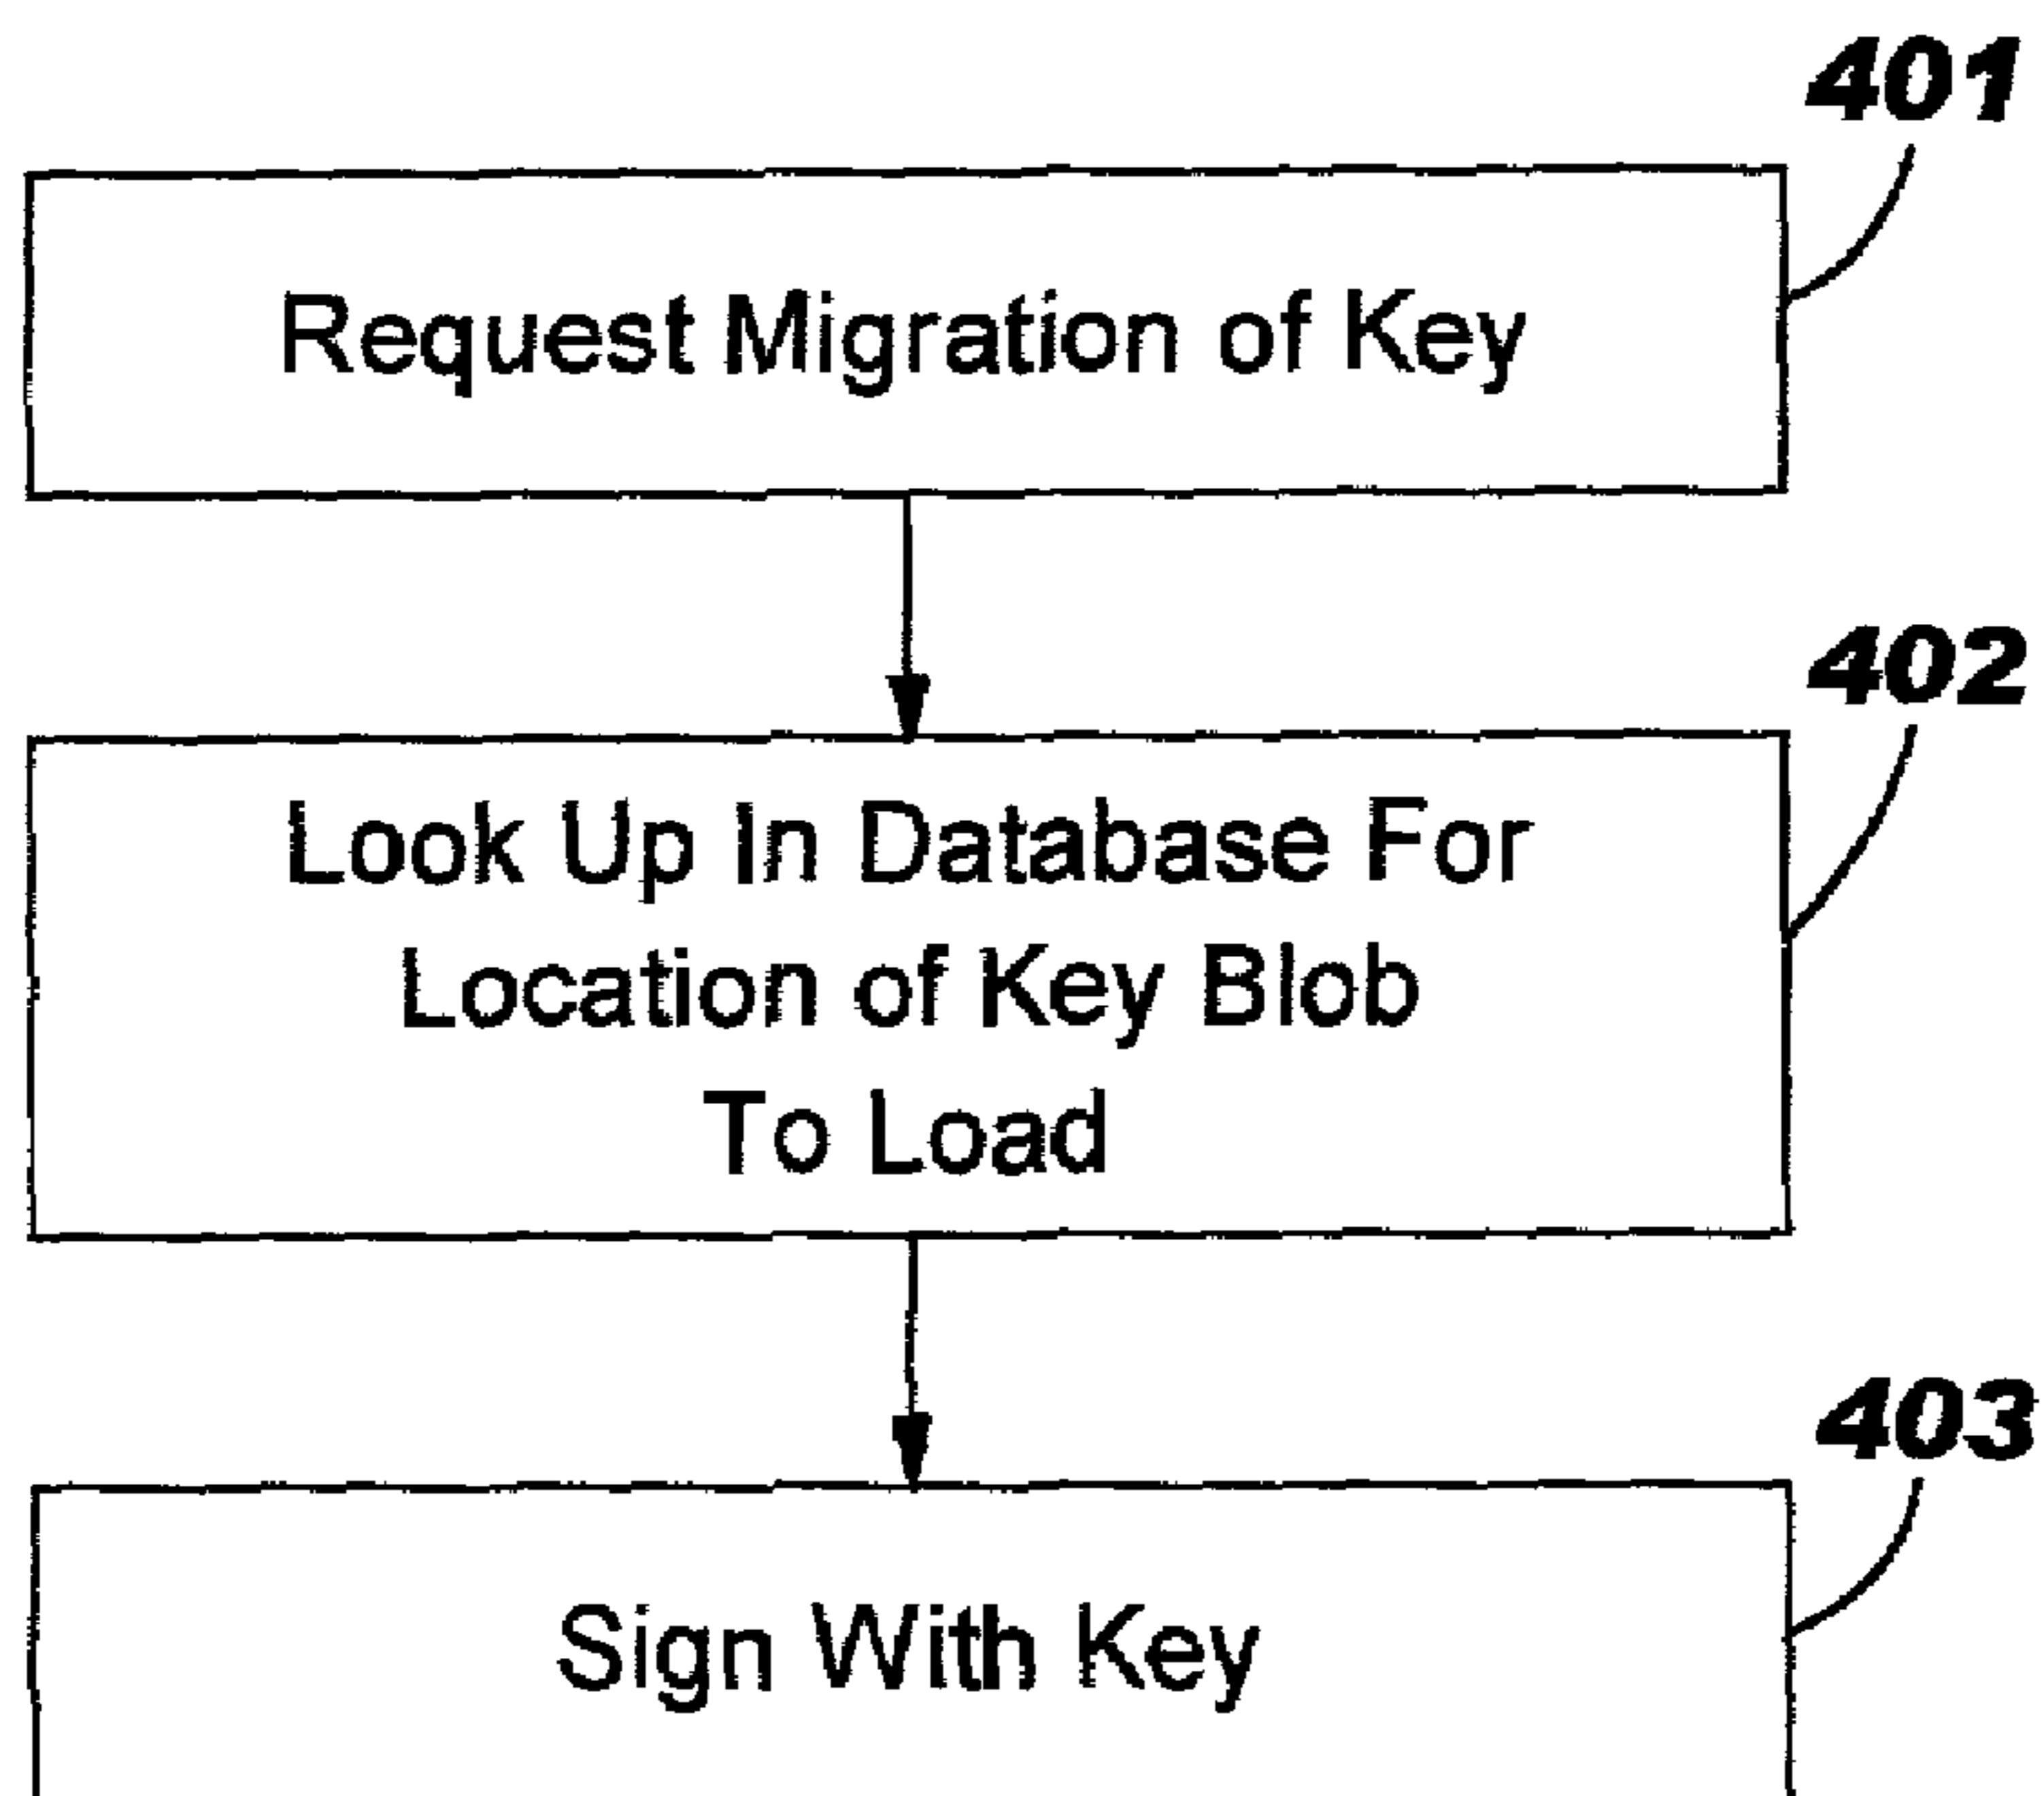 401
Request Migration of Key
402
Look Up In Database For
Location of Key Blob
To Load
403
Sign With Key